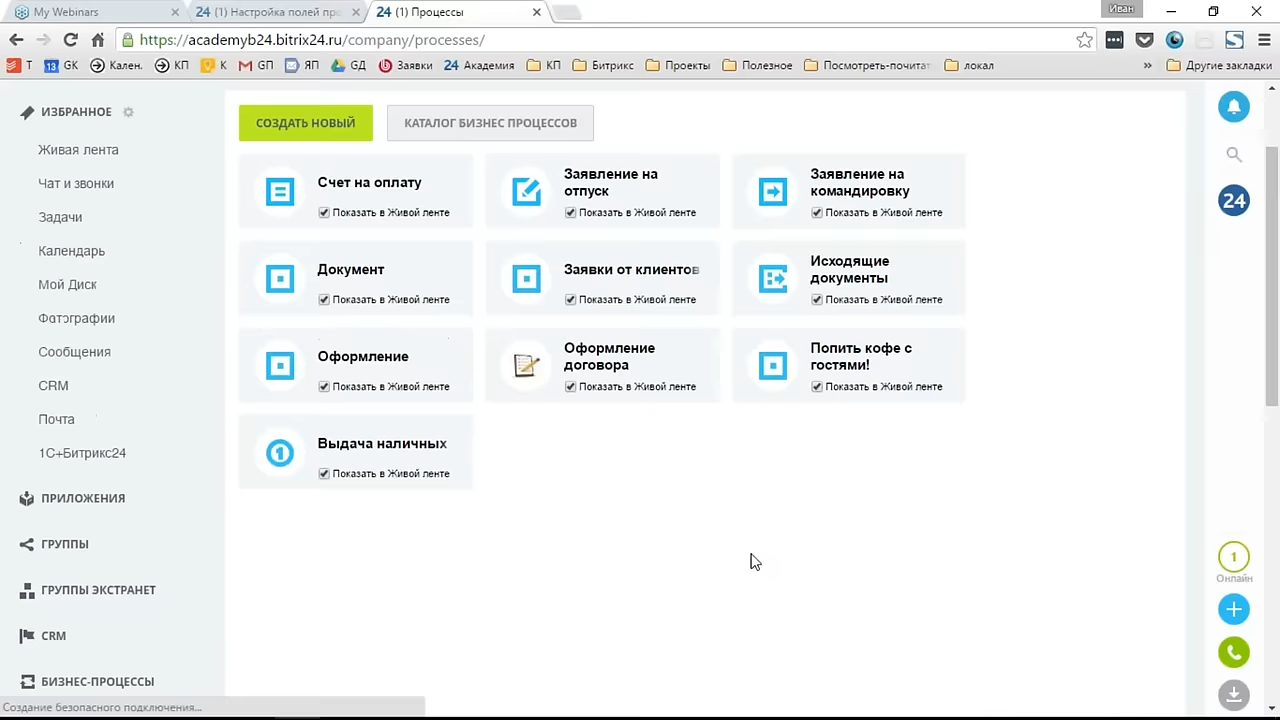 My Webinars
24 (1) Настройка полей про
24 (1) Процессы
Иван
https://academyb24.bitrix24.ru/company/processes/
Т
13 GK
Кален.
КП
К
GП
ЯП
GД
Заявки
24 Академия
КП
Битрикс
Проекты
Полезное
Посмотреть-почитат
локал
»
Другие закладки
ИЗБРАННОЕ
Живая лента
Чат и звонки
Задачи
Календарь
Мой Диск
Фотографии
Сообщения
CRM
Почта
1С+Битрикс24
ПРИЛОЖЕНИЯ
ГРУППЫ
ГРУППЫ ЭКСТРАНЕТ
CRM
БИЗНЕС-ПРОЦЕССЫ
СОЗДАТЬ НОВЫЙ
КАТАЛОГ БИЗНЕС ПРОЦЕССОВ
Счет на оплату
Показать в Живой ленте
Заявление на
отпуск
Показать в Живой ленте
Заявление на
командировку
Показать в Живой ленте
Документ
Показать в Живой ленте
Заявки от клиентов
Показать в Живой ленте
Исходящие
документы
Показать в Живой ленте
Оформление
Показать в Живой ленте
Оформление
договора
Показать в Живой ленте
Попить кофе с
гостями!
Показать в Живой ленте
1
Выдача наличных
Показать в Живой ленте
24
1
Онлайн
Создание безопасного подключения...